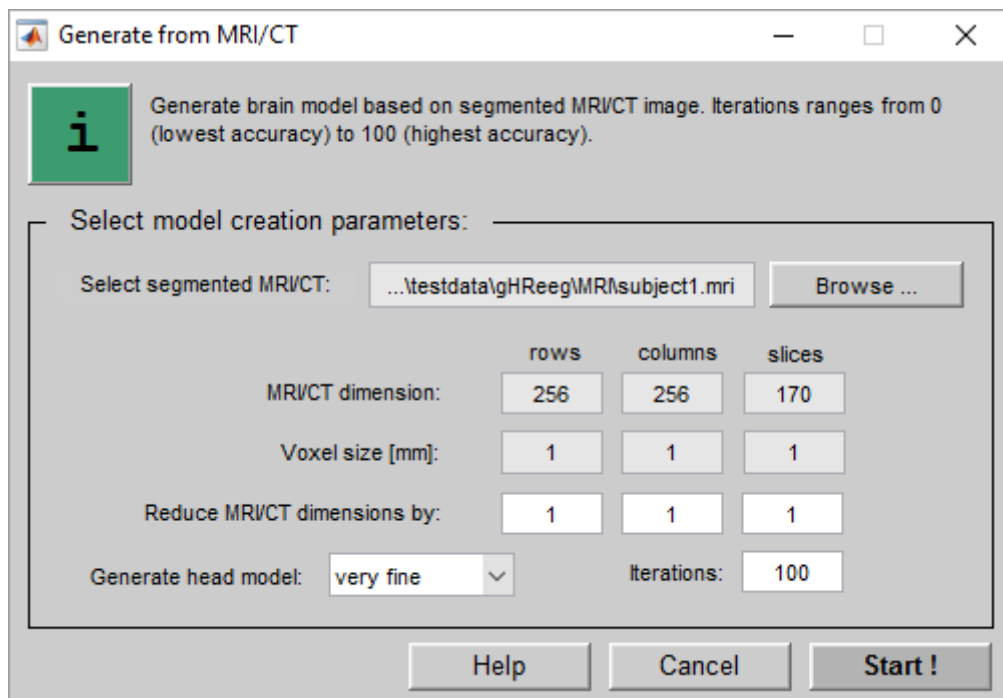 Generate from MRI/CT
i
Generate brain model based on segmented MRI/CT image. Iterations ranges from 0
(lowest accuracy) to 100 (highest accuracy).
Select model creation parameters:
Select segmented MRI/CT: ...\testdata\gHReeg\MRI\subject1.mri Browse ...
rows columns slices
MRI/CT dimension: 256 256 170
Voxel size [mm]: 1 1 1
Reduce MRI/CT dimensions by: 1 1 1
Generate head model: very fine Iterations: 100
Help Cancel Start !